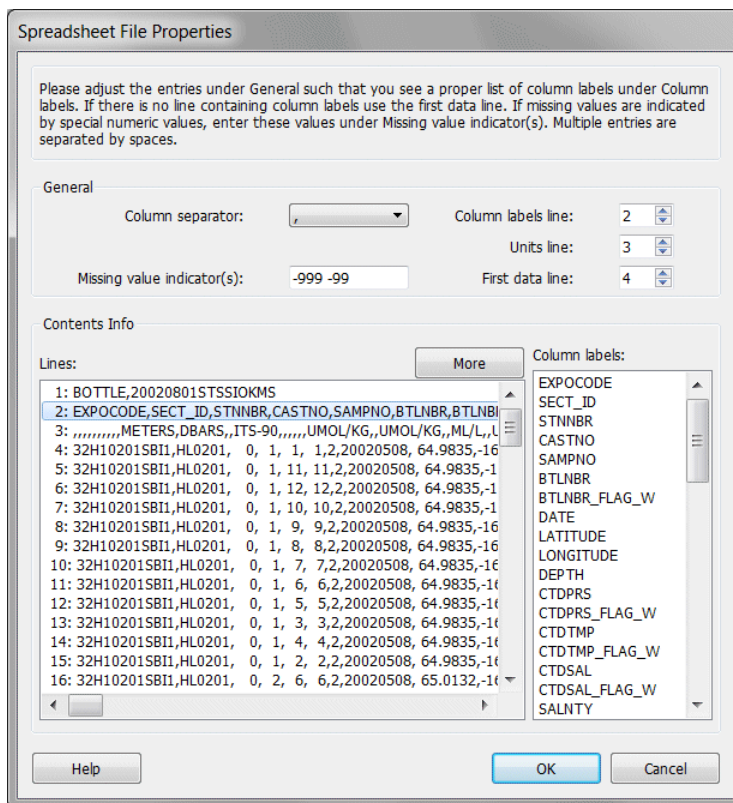 Spreadsheet File Properties
Please adjust the entries under General such that you see a proper list of column labels under Column
labels. If there is no line containing column labels use the first data line. If missing values are indicated
by special numeric values, enter these values under Missing value indicator(s). Multiple entries are
separated by spaces.
General
Column separator: ,
Column labels line: 2
Units line: 3
Missing value indicator(s): -999 -99
First data line: 4
Contents Info
Lines:
More
1: BOTTLE,20020801STSSIOKMS
2: EXPOCODE,SECT_ID,STNNBR,CASTNO,SAMPNO,BTLNBR,BTLNBI
3: ,,,,,,,,,,METERS,DBARS,,ITS-90,,,,,,UMOL/KG,,UMOL/KG,,ML/L,,U
4: 32H10201SBI1,HL0201, 0, 1, 1, 1,2,20020508, 64.9835,-16
5: 32H10201SBI1,HL0201, 0, 1, 11, 11,2,20020508, 64.9835,-1
6: 32H10201SBI1,HL0201, 0, 1, 12, 12,2,20020508, 64.9835,-1
7: 32H10201SBI1,HL0201, 0, 1, 10, 10,2,20020508, 64.9835,-1
8: 32H10201SBI1,HL0201, 0, 1, 9, 9,2,20020508, 64.9835,-16
9: 32H10201SBI1,HL0201, 0, 1, 8, 8,2,20020508, 64.9835,-16
10: 32H10201SBI1,HL0201, 0, 1, 7, 7,2,20020508, 64.9835,-16
11: 32H10201SBI1,HL0201, 0, 1, 6, 6,2,20020508, 64.9835,-16
12: 32H10201SBI1,HL0201, 0, 1, 5, 5,2,20020508, 64.9835,-16
13: 32H10201SBI1,HL0201, 0, 1, 3, 3,2,20020508, 64.9835,-16
14: 32H10201SBI1,HL0201, 0, 1, 4, 4,2,20020508, 64.9835,-16
15: 32H10201SBI1,HL0201, 0, 1, 2, 2,2,20020508, 64.9835,-16
16: 32H10201SBI1,HL0201, 0, 2, 6, 6,2,20020508, 65.0132,-16
Column labels:
EXPOCODE
SECT_ID
STNNBR
CASTNO
SAMPNO
BTLNBR
BTLNBR_FLAG_W
DATE
LATITUDE
LONGITUDE
DEPTH
CTDPRS
CTDPRS_FLAG_W
CTDTMP
CTDTMP_FLAG_W
CTDSAL
CTDSAL_FLAG_W
SALNTY
Help
OK
Cancel